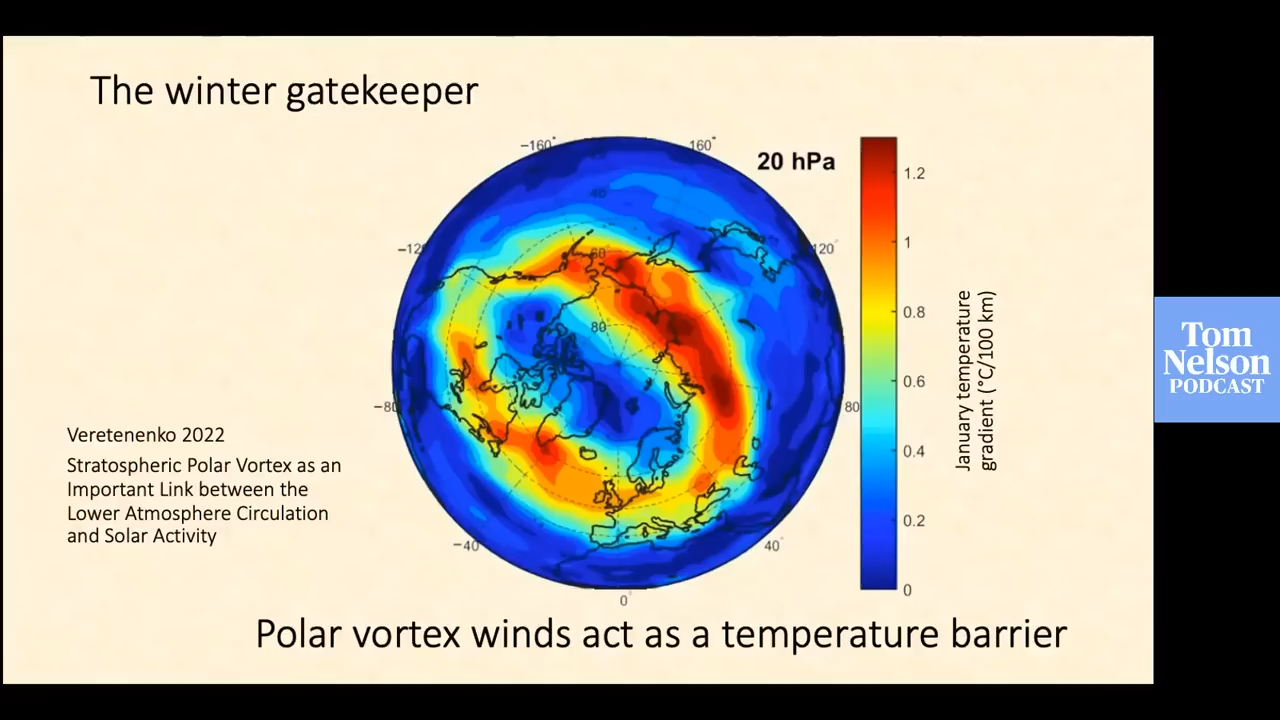 The winter gatekeeper
−160°
160°
20 hPa
−120
120°
40
60°
80°
−80
80
−40
40°
0°
1.2
1
0.8
0.6
0.4
0.2
0
January temperature
gradient (°C/100 km)
Veretenenko 2022
Stratospheric Polar Vortex as an
Important Link between the
Lower Atmosphere Circulation
and Solar Activity
Polar vortex winds act as a temperature barrier
Tom
Nelson
PODCAST